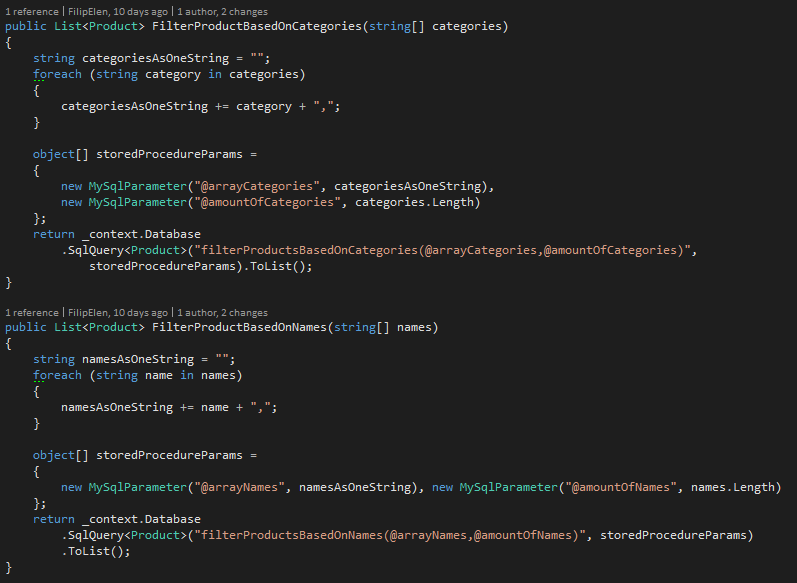 1 reference | FilipElen, 10 days ago | 1 author, 2 changes
public List<Product> FilterProductBasedOnCategories(string[] categories)
{
    string categoriesAsOneString = "";
    foreach (string category in categories)
    {
        categoriesAsOneString += category + ",";
    }

    object[] storedProcedureParams =
    {
        new MySqlParameter("@arrayCategories", categoriesAsOneString),
        new MySqlParameter("@amountOfCategories", categories.Length)
    };
    return _context.Database
        .SqlQuery<Product>("filterProductsBasedOnCategories(@arrayCategories,@amountOfCategories)",
            storedProcedureParams).ToList();
}

1 reference | FilipElen, 10 days ago | 1 author, 2 changes
public List<Product> FilterProductBasedOnNames(string[] names)
{
    string namesAsOneString = "";
    foreach (string name in names)
    {
        namesAsOneString += name + ",";
    }

    object[] storedProcedureParams =
    {
        new MySqlParameter("@arrayNames", namesAsOneString), new MySqlParameter("@amountOfNames", names.Length)
    };
    return _context.Database
        .SqlQuery<Product>("filterProductsBasedOnNames(@arrayNames,@amountOfNames)", storedProcedureParams)
        .ToList();
}